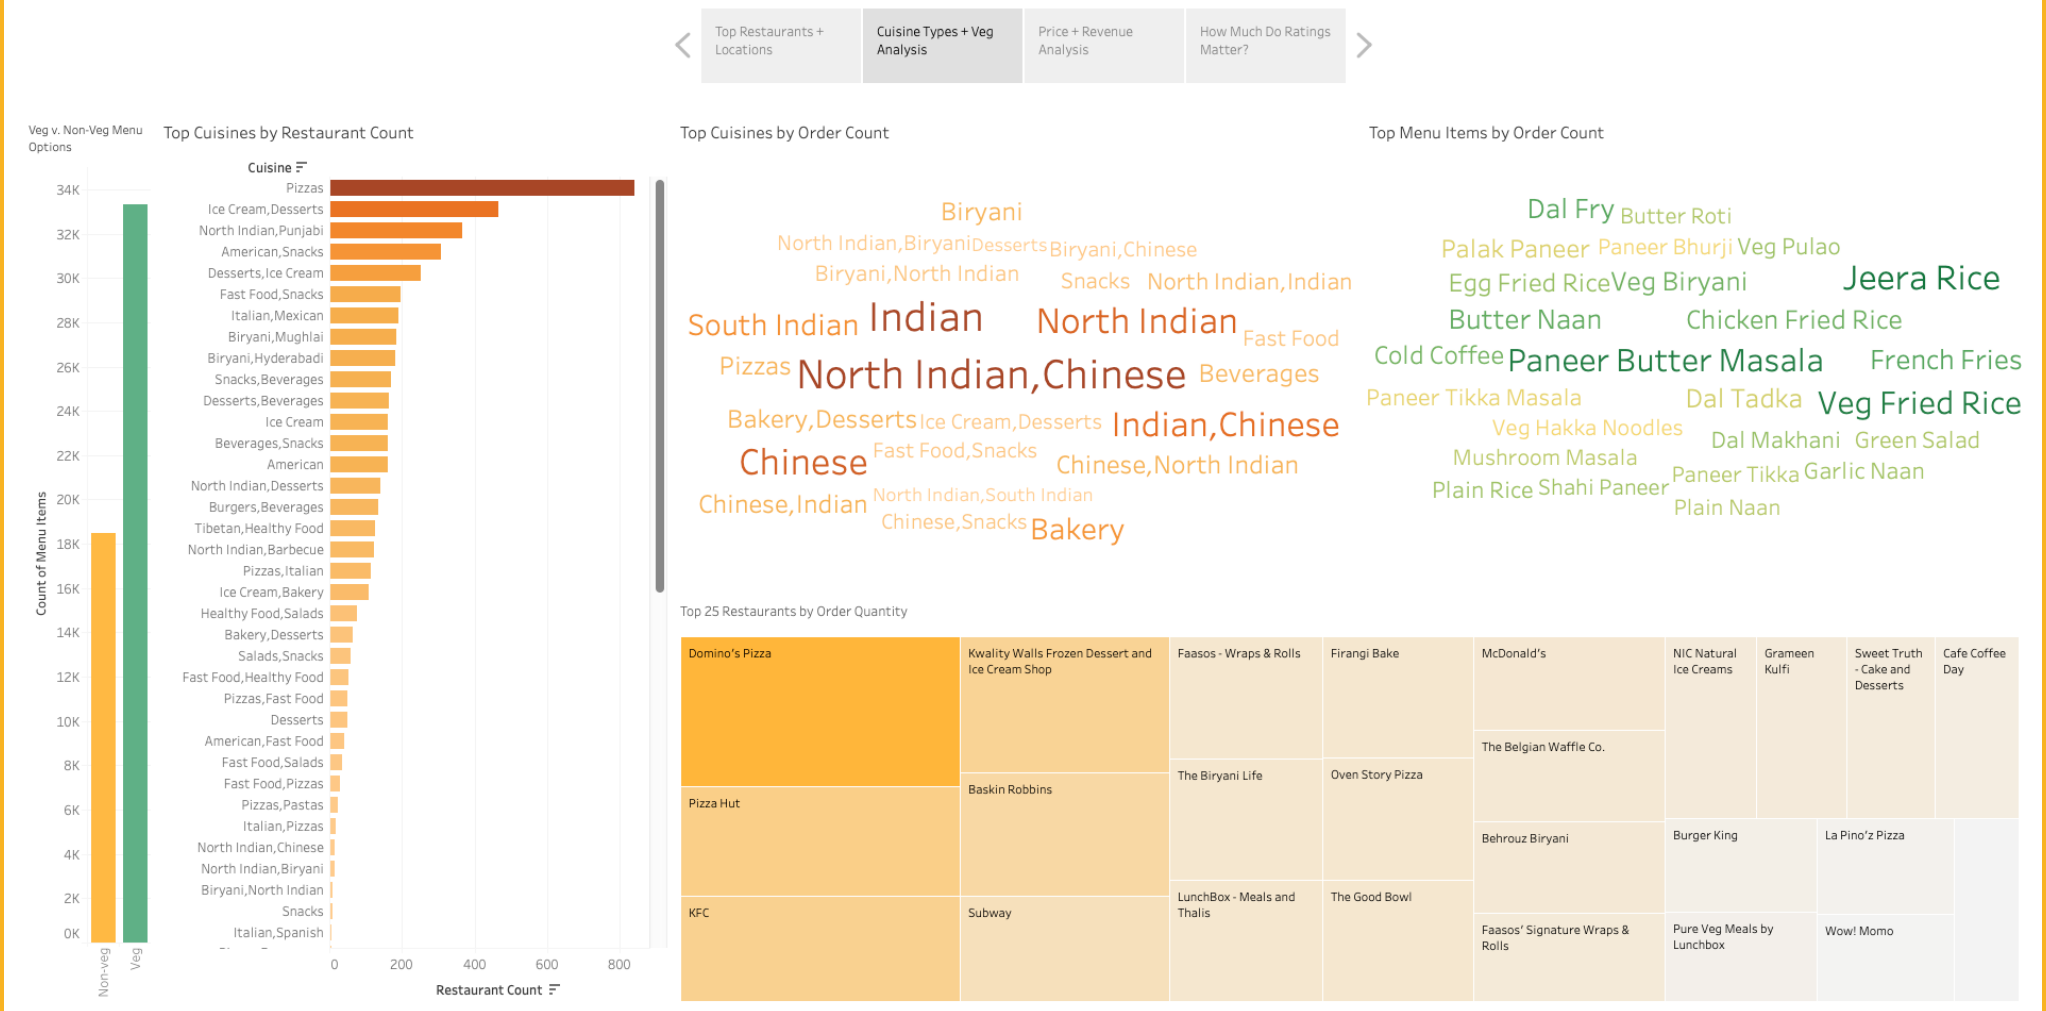 Top Restaurants +
Locations
Cuisine Types + Veg
Analysis
Price + Revenue
Analysis
How Much Do Ratings
Matter?
Veg v. Non-Veg Menu
Options
34K
32K
30K
28K
26K
24K
22K
20K
18K
16K
14K
12K
10K
8K
6K
4K
2K
0K
Count of Menu Items
Non-veg
Veg
Top Cuisines by Restaurant Count
Cuisine
Pizzas
Ice Cream,Desserts
North Indian,Punjabi
American,Snacks
Desserts,Ice Cream
Fast Food,Snacks
Italian,Mexican
Biryani,Mughlai
Biryani,Hyderabadi
Snacks,Beverages
Desserts,Beverages
Ice Cream
Beverages,Snacks
American
North Indian,Desserts
Burgers,Beverages
Tibetan,Healthy Food
North Indian,Barbecue
Pizzas,Italian
Ice Cream,Bakery
Healthy Food,Salads
Bakery,Desserts
Salads,Snacks
Fast Food,Healthy Food
Pizzas,Fast Food
Desserts
American,Fast Food
Fast Food,Salads
Fast Food,Pizzas
Pizzas,Pastas
Italian,Pizzas
North Indian,Chinese
North Indian,Biryani
Biryani,North Indian
Snacks
Italian,Spanish
0 200 400 600 800
Restaurant Count
Top Cuisines by Order Count
Biryani
North Indian,Biryani Desserts Biryani,Chinese
Biryani,North Indian Snacks North Indian,Indian
South Indian Indian North Indian Fast Food
Pizzas North Indian,Chinese Beverages
Bakery,Desserts Ice Cream,Desserts Indian,Chinese
Chinese Fast Food,Snacks Chinese,North Indian
Chinese,Indian North Indian,South Indian
Chinese,Snacks Bakery
Top Menu Items by Order Count
Dal Fry Butter Roti
Palak Paneer Paneer Bhurji Veg Pulao
Egg Fried Rice Veg Biryani Jeera Rice
Butter Naan Chicken Fried Rice
Cold Coffee Paneer Butter Masala French Fries
Paneer Tikka Masala Dal Tadka Veg Fried Rice
Veg Hakka Noodles Dal Makhani Green Salad
Mushroom Masala Paneer Tikka Garlic Naan
Plain Rice Shahi Paneer
Plain Naan
Top 25 Restaurants by Order Quantity
Domino's Pizza
Pizza Hut
KFC
Kwality Walls Frozen Dessert and
Ice Cream Shop
Baskin Robbins
Subway
Faasos - Wraps & Rolls
The Biryani Life
LunchBox - Meals and
Thalis
Firangi Bake
Oven Story Pizza
The Good Bowl
McDonald's
The Belgian Waffle Co.
Behrouz Biryani
Faasos' Signature Wraps &
Rolls
NIC Natural
Ice Creams
Grameen
Kulfi
Sweet Truth
- Cake and
Desserts
Cafe Coffee
Day
Burger King
Pure Veg Meals by
Lunchbox
La Pino'z Pizza
Wow! Momo